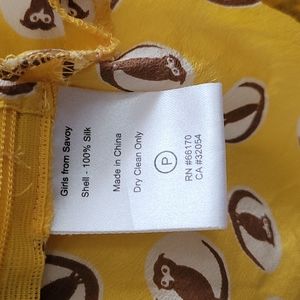 Girls from Savoy
Shell - 100% Silk
Made in China
Dry Clean Only
P
RN #66170
CA #32054